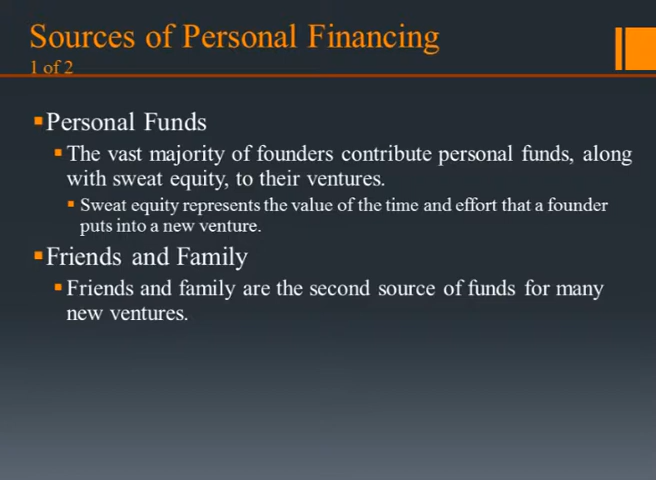 Sources of Personal Financing
1 of 2
Personal Funds
The vast majority of founders contribute personal funds, along
with sweat equity, to their ventures.
Sweat equity represents the value of the time and effort that a founder
puts into a new venture.
Friends and Family
Friends and family are the second source of funds for many
new ventures.